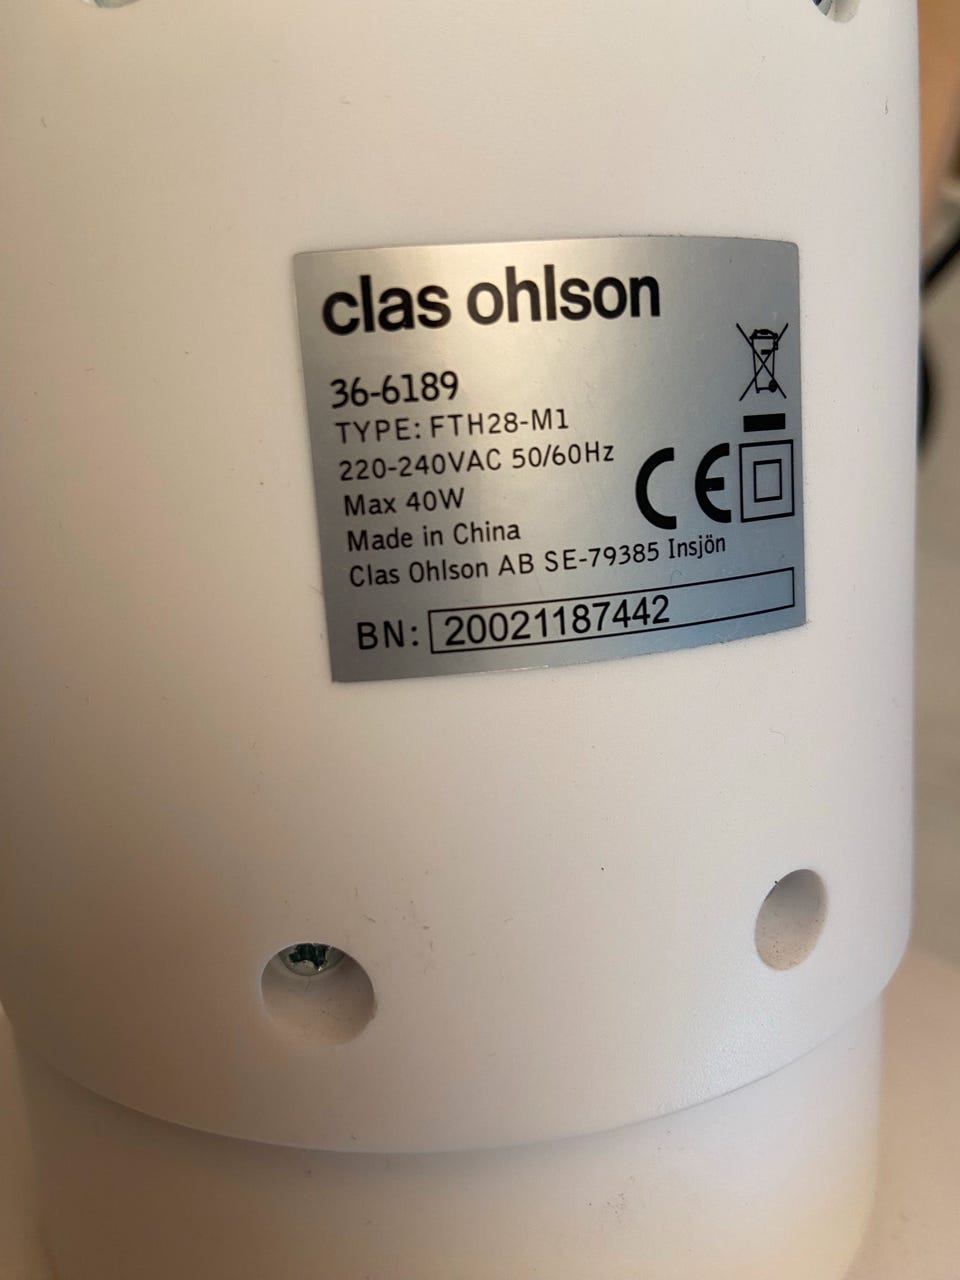 clas ohlson
36-6189
TYPE: FTH28-M1
220-240VAC 50/60Hz
Max 40W
Made in China
Clas Ohlson AB SE-79385 Insjön
CE
BN: 20021187442